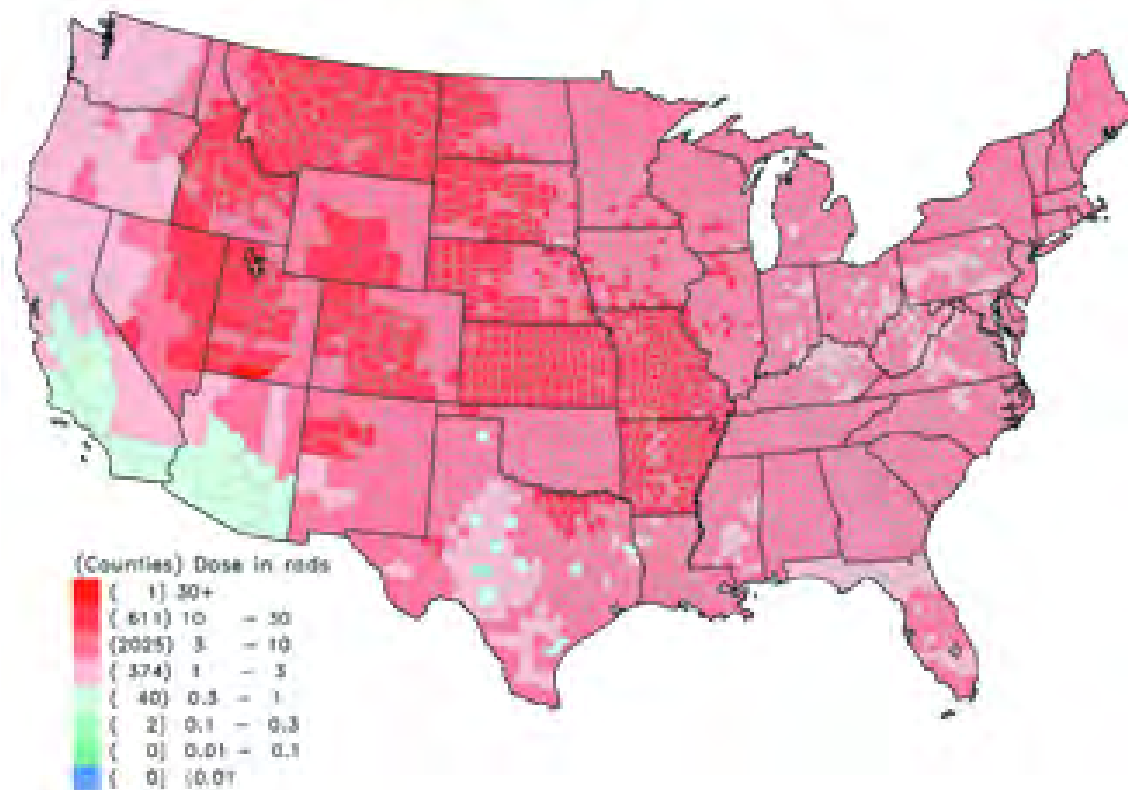 (Counties) Dose in rads
( 1) 30+
( 611) 10 - 30
(2025) 3 - 10
( 374) 1 - 3
( 40) 0.3 - 1
( 2) 0.1 - 0.3
( 0) 0.01 - 0.1
( 0) <0.01